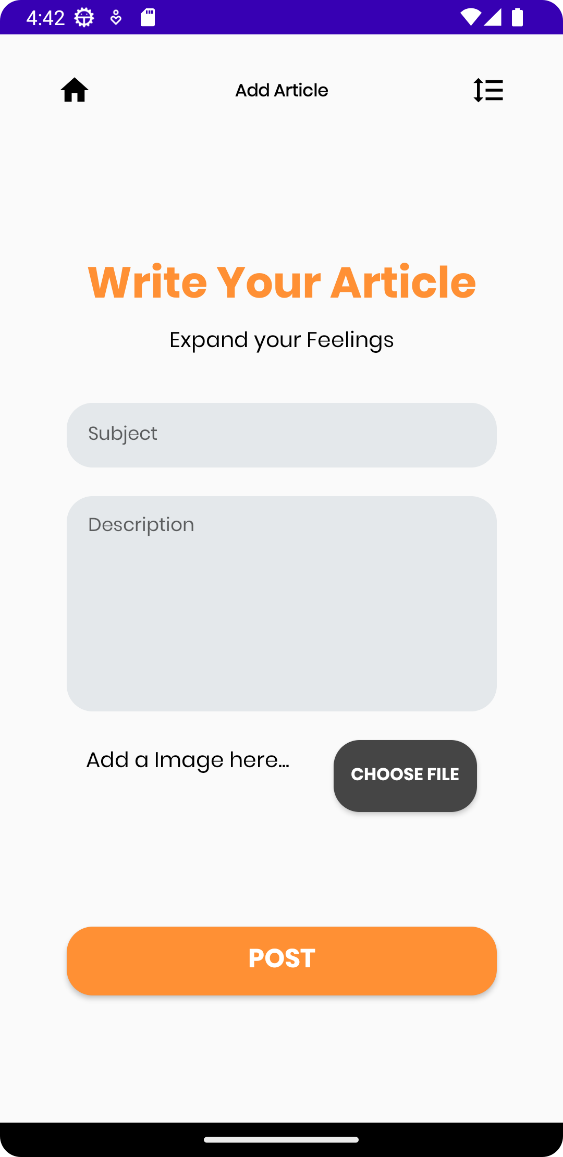 4:42
Add Article
Write Your Article
Expand your Feelings
Subject
Description
Add a Image here...
CHOOSE FILE
POST